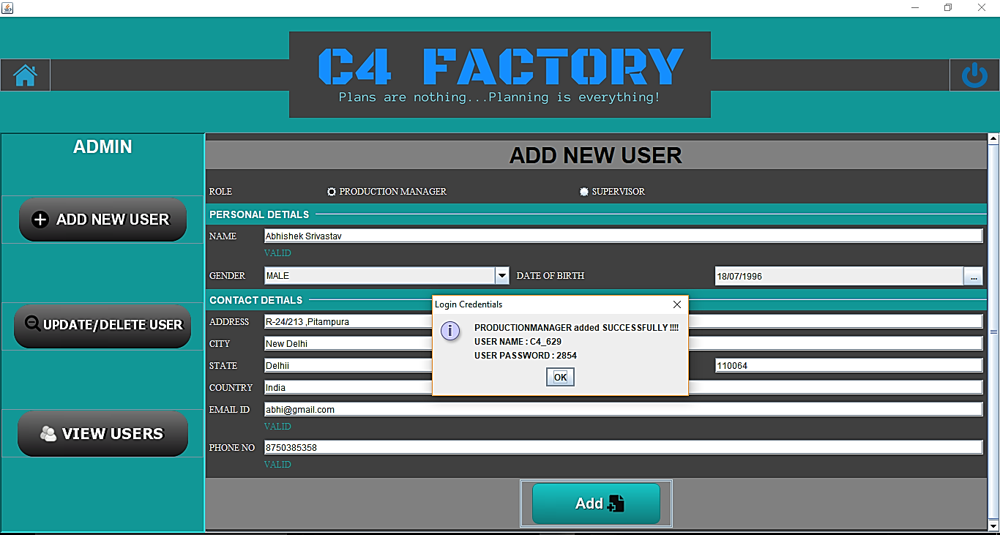 C4 FACTORY
Plans are nothing...Planning is everything!
ADMIN
ADD NEW USER
UPDATE/DELETE USER
VIEW USERS
ADD NEW USER
ROLE PRODUCTION MANAGER SUPERVISOR
PERSONAL DETIALS
NAME Abhishek Srivastav
VALID
GENDER MALE DATE OF BIRTH 18/07/1996 ...
CONTACT DETIALS
ADDRESS R-24/213 ,Pitampura
CITY New Delhi
STATE Delhii 110064
COUNTRY India
EMAIL ID abhi@gmail.com
VALID
PHONE NO 8750385358
VALID
Add
Login Credentials
PRODUCTIONMANAGER added SUCCESSFULLY !!!!
USER NAME : C4_629
USER PASSWORD : 2854
OK